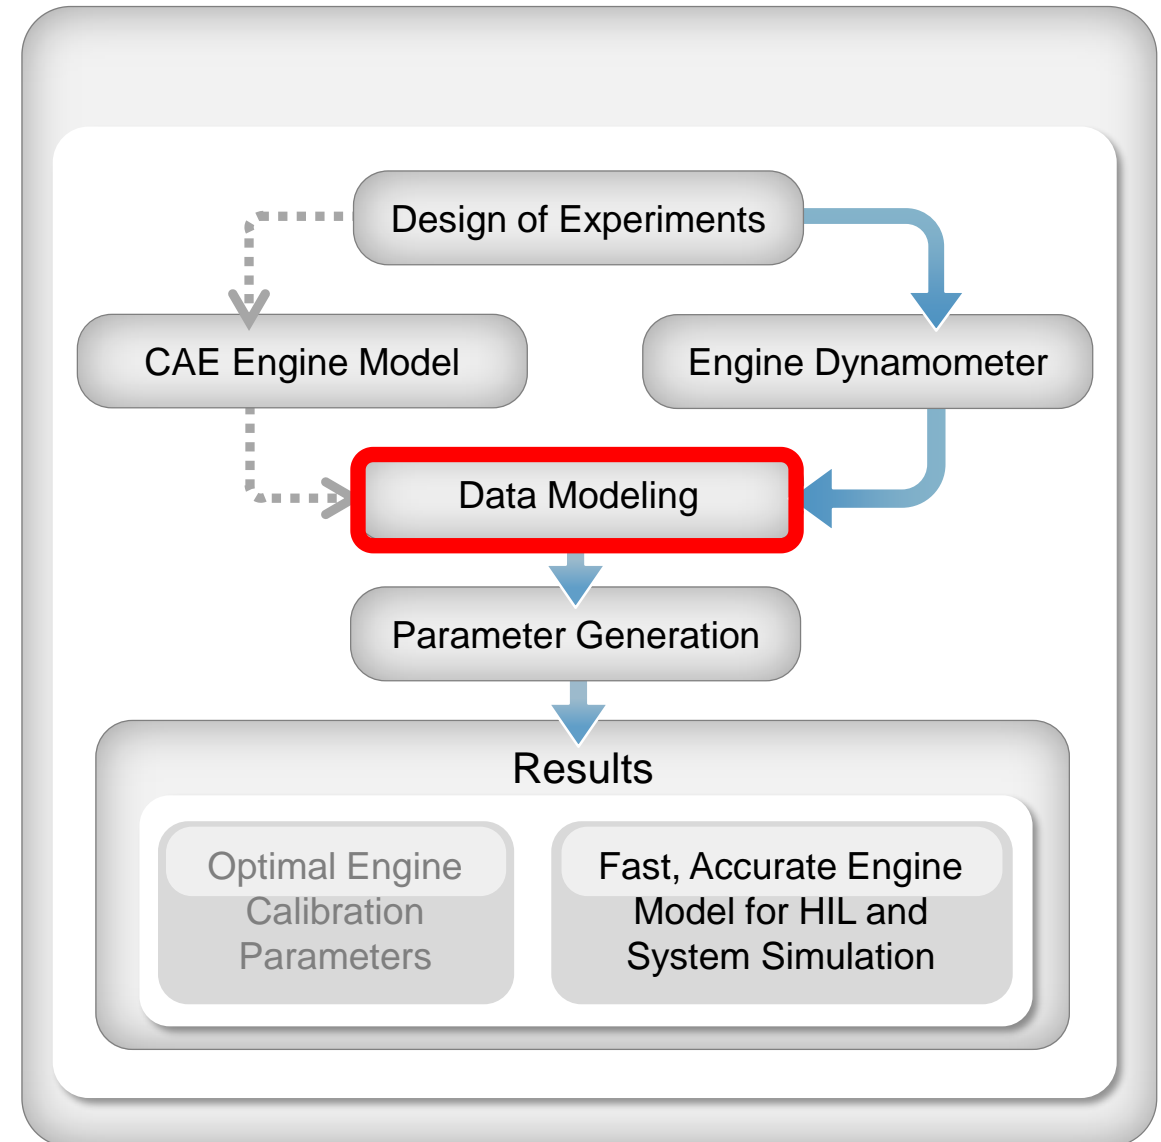 Design of Experiments
CAE Engine Model
Engine Dynamometer
Data Modeling
Parameter Generation
Results
Optimal Engine
Calibration
Parameters
Fast, Accurate Engine
Model for HIL and
System Simulation